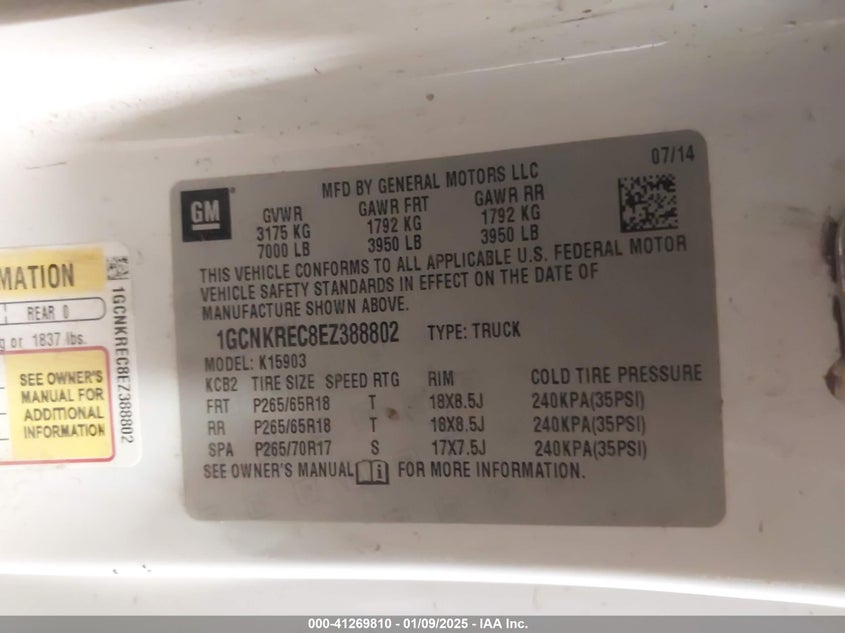 07/14
GM
MFD BY GENERAL MOTORS LLC
GVWR GAWR FRT GAWR RR
3175 KG 1792 KG 1792 KG
7000 LB 3950 LB 3950 LB
THIS VEHICLE CONFORMS TO ALL APPLICABLE U.S. FEDERAL MOTOR
VEHICLE SAFETY STANDARDS IN EFFECT ON THE DATE OF
MANUFACTURE SHOWN ABOVE.
1GCNKREC8EZ388802 TYPE: TRUCK
MODEL: K15903
KCB2 TIRE SIZE SPEED RTG RIM COLD TIRE PRESSURE
FRT P265/65R18 T 18X8.5J 240KPA(35PSI)
RR P265/65R18 T 18X8.5J 240KPA(35PSI)
SPA P265/70R17 S 17X7.5J 240KPA(35PSI)
SEE OWNER'S MANUAL FOR MORE INFORMATION.
MATION
REAR 0
or 1837 lbs.
SEE OWNER'S
MANUAL FOR
ADDITIONAL
INFORMATION
1GCNKREC8EZ388802
000-41269810 - 01/09/2025 - IAA Inc.